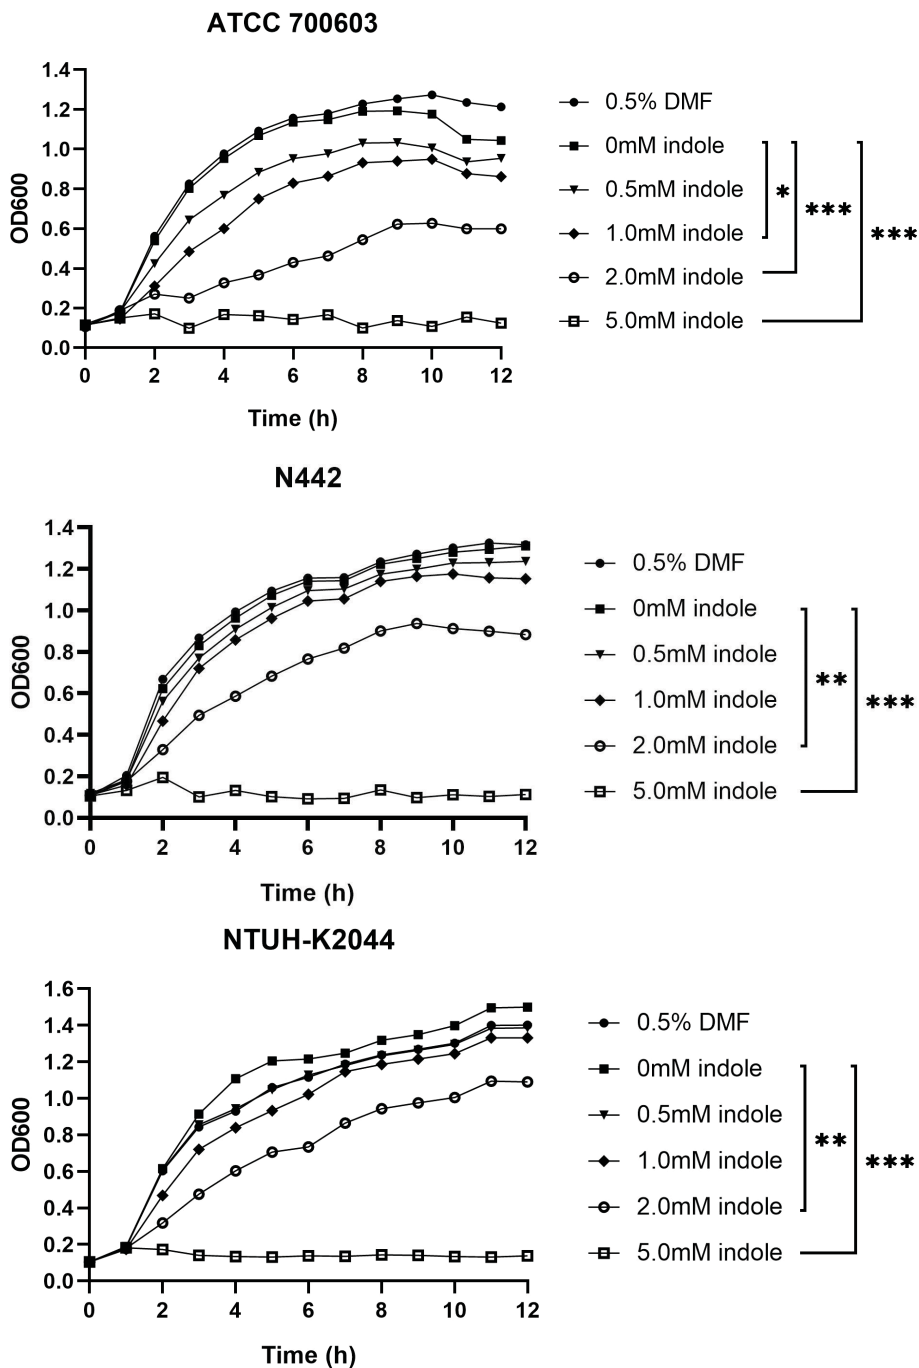 ATCC 700603
1.4
1.2
1.0
0.8
0.6
0.4
0.2
0.0
OD600
0 2 4 6 8 10 12
Time (h)
0.5% DMF
0mM indole
0.5mM indole
1.0mM indole
2.0mM indole
5.0mM indole
*
***
***
N442
1.4
1.2
1.0
0.8
0.6
0.4
0.2
0.0
OD600
0 2 4 6 8 10 12
Time (h)
0.5% DMF
0mM indole
0.5mM indole
1.0mM indole
2.0mM indole
5.0mM indole
**
***
NTUH-K2044
1.6
1.4
1.2
1.0
0.8
0.6
0.4
0.2
0.0
OD600
0 2 4 6 8 10 12
Time (h)
0.5% DMF
0mM indole
0.5mM indole
1.0mM indole
2.0mM indole
5.0mM indole
**
***